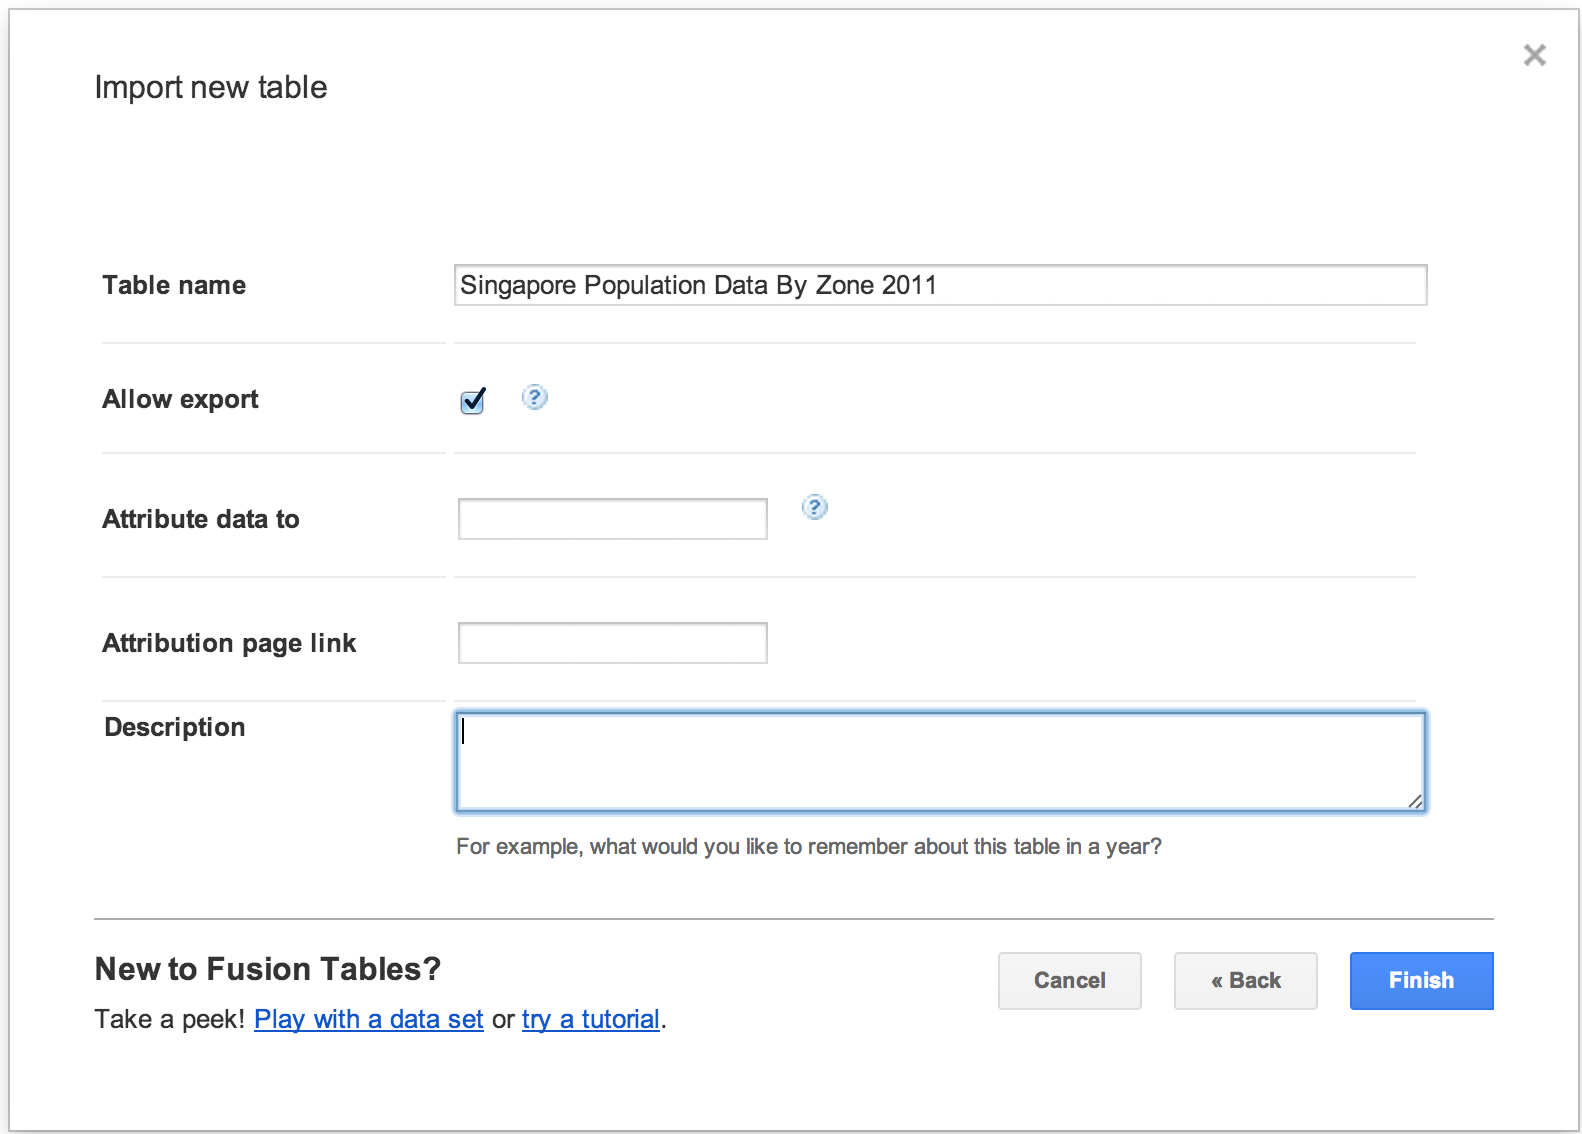 Import new table
Table name
Singapore Population Data By Zone 2011
Allow export
?
Attribute data to
?
Attribution page link
Description
For example, what would you like to remember about this table in a year?
New to Fusion Tables?
Take a peek! Play with a data set or try a tutorial.
Cancel
« Back
Finish